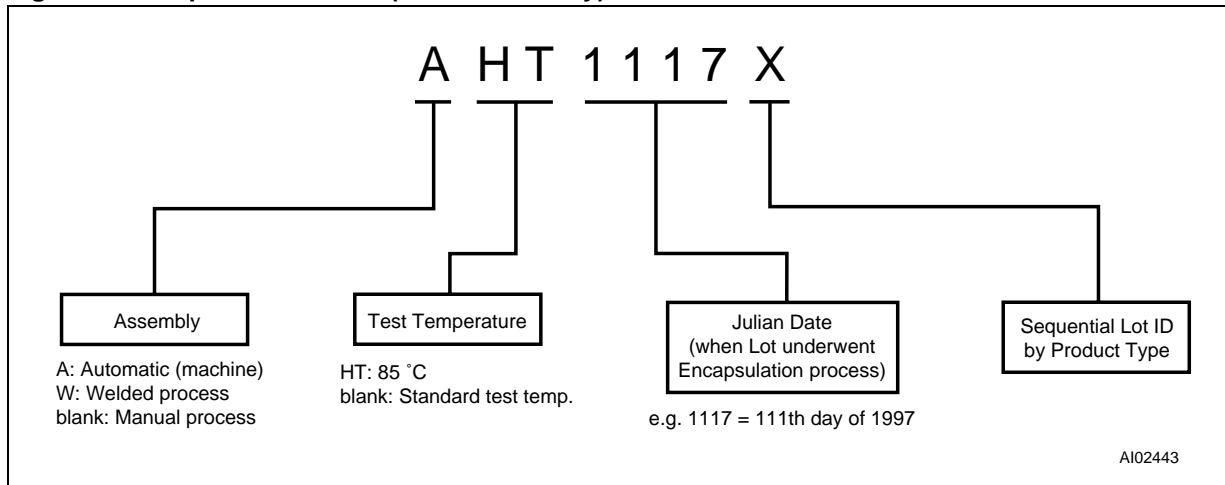 A HT 1117 X
Assembly
A: Automatic (machine)
W: Welded process
blank: Manual process
Test Temperature
HT: 85 ˚C
blank: Standard test temp.
Julian Date
(when Lot underwent
Encapsulation process)
e.g. 1117 = 111th day of 1997
Sequential Lot ID
by Product Type
AI02443